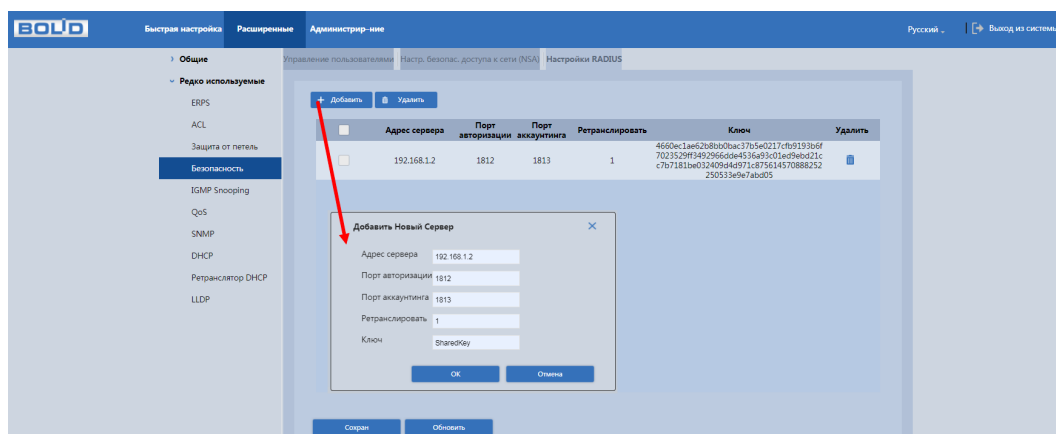 BOLID
Быстрая настройка Расширенные Администрир-ние Русский Выход из системы
Общие
Управление пользователями Настр. безопас. доступа к сети (NSA) Настройки RADIUS
Редко используемые
ERPS
+ Добавить Удалить
ACL
Адрес сервера Порт авторизации Порт аккаунтинга Ретранслировать Ключ Удалить
Защита от петель
192.168.1.2 1812 1813 1
4660ec1ae62b8bb0bac37b5e0217cfb9193b6f
7023529ff3492966dde4536a93c01ed9ebd21c
c7b7181be032409d4d971c875614570888252
250533e9e7abd05
Безопасность
IGMP Snooping
QoS
SNMP
DHCP
Ретранслятор DHCP
LLDP
Добавить Новый Сервер
Адрес сервера 192.168.1.2
Порт авторизации 1812
Порт аккаунтинга 1813
Ретранслировать 1
Ключ SharedKey
ОК Отмена
Сохран Обновить